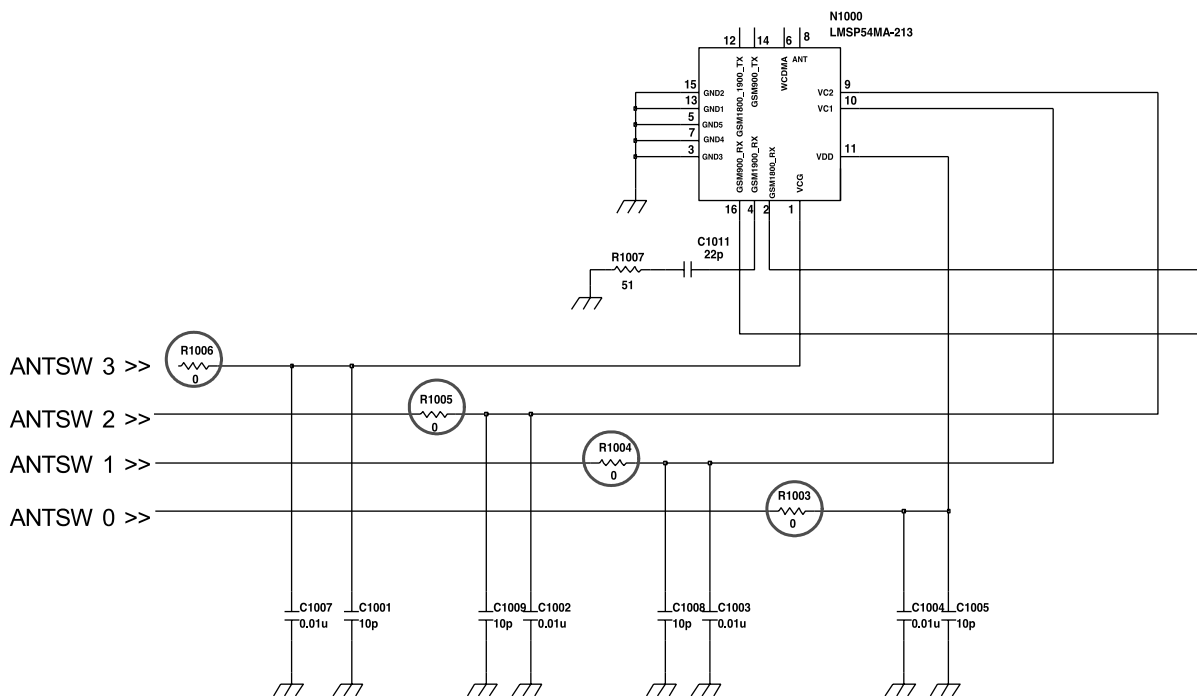 N1000
LMSP54MA-213
12
14
6
8
GSM1800_1900_TX
GSM900_TX
WCDMA
ANT
15
GND2
13
GND1
5
GND5
7
GND4
3
GND3
VC2
9
VC1
10
VDD
11
GSM900_RX
GSM1900_RX
GSM1800_RX
VCG
16
4
2
1
C1011
22p
R1007
51
ANTSW 3 >>
R1006
0
ANTSW 2 >>
R1005
0
ANTSW 1 >>
R1004
0
ANTSW 0 >>
R1003
0
C1007
0.01u
C1001
10p
C1009
10p
C1002
0.01u
C1008
10p
C1003
0.01u
C1004
0.01u
C1005
10p